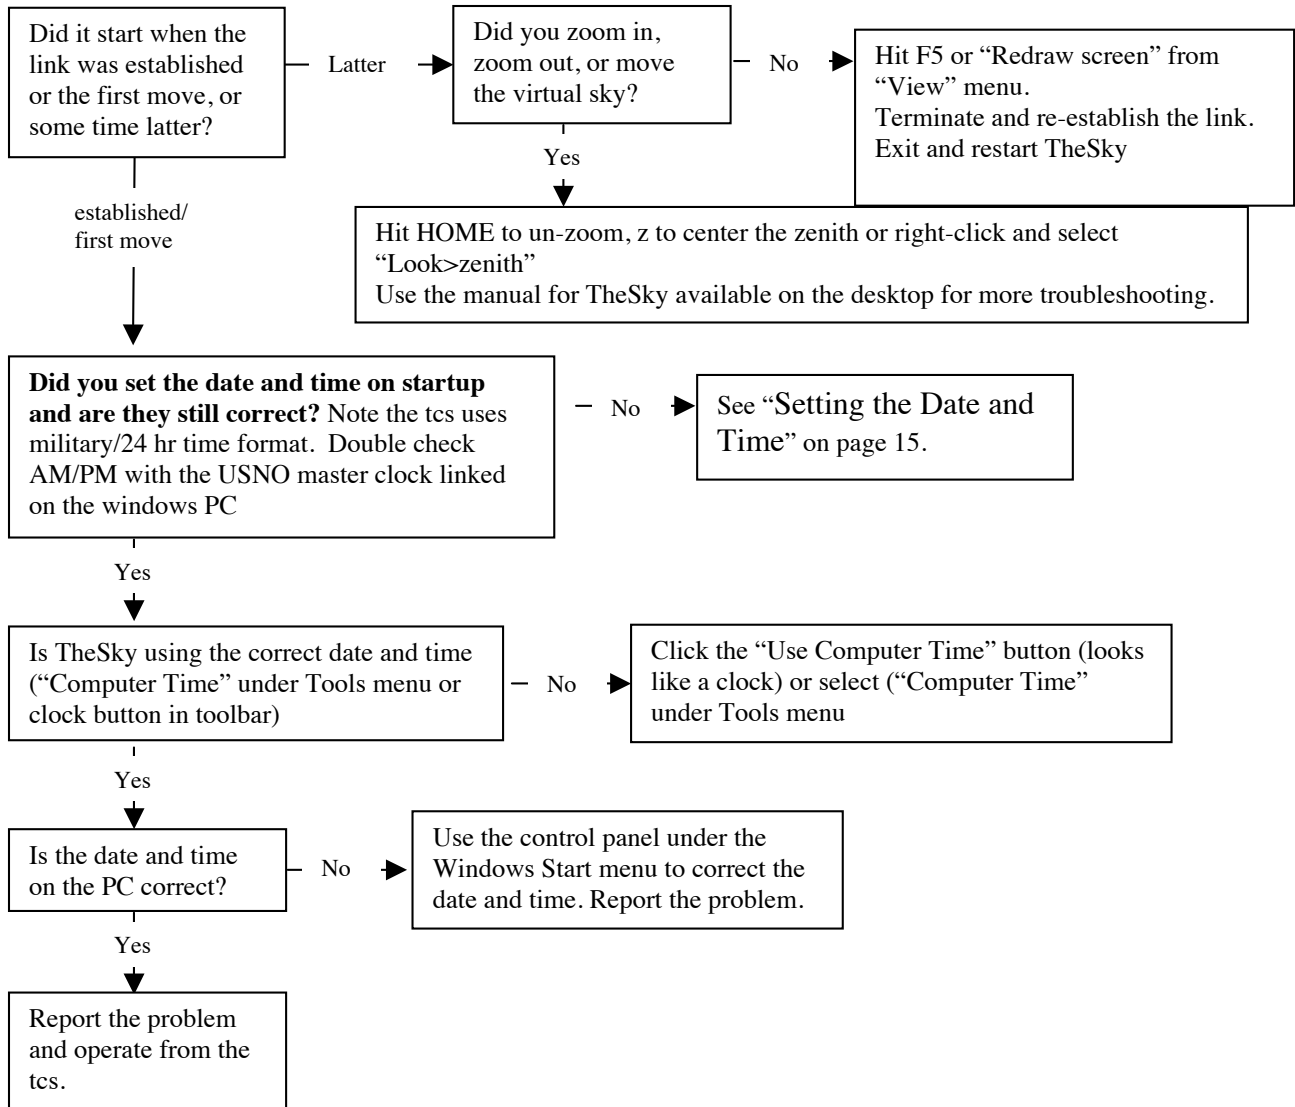 Did it start when the
link was established
or the first move, or
some time latter?
Latter
Did you zoom in,
zoom out, or move
the virtual sky?
No
Hit F5 or “Redraw screen” from
“View” menu.
Terminate and re-establish the link.
Exit and restart TheSky
Yes
Hit HOME to un-zoom, z to center the zenith or right-click and select
“Look>zenith”
Use the manual for TheSky available on the desktop for more troubleshooting.
established/
first move
Did you set the date and time on startup
and are they still correct? Note the tcs uses
military/24 hr time format.  Double check
AM/PM with the USNO master clock linked
on the windows PC
No
See “Setting the Date and
Time” on page 15.
Yes
Is TheSky using the correct date and time
(“Computer Time” under Tools menu or
clock button in toolbar)
No
Click the “Use Computer Time” button (looks
like a clock) or select (“Computer Time”
under Tools menu
Yes
Is the date and time
on the PC correct?
No
Use the control panel under the
Windows Start menu to correct the
date and time. Report the problem.
Yes
Report the problem
and operate from the
tcs.